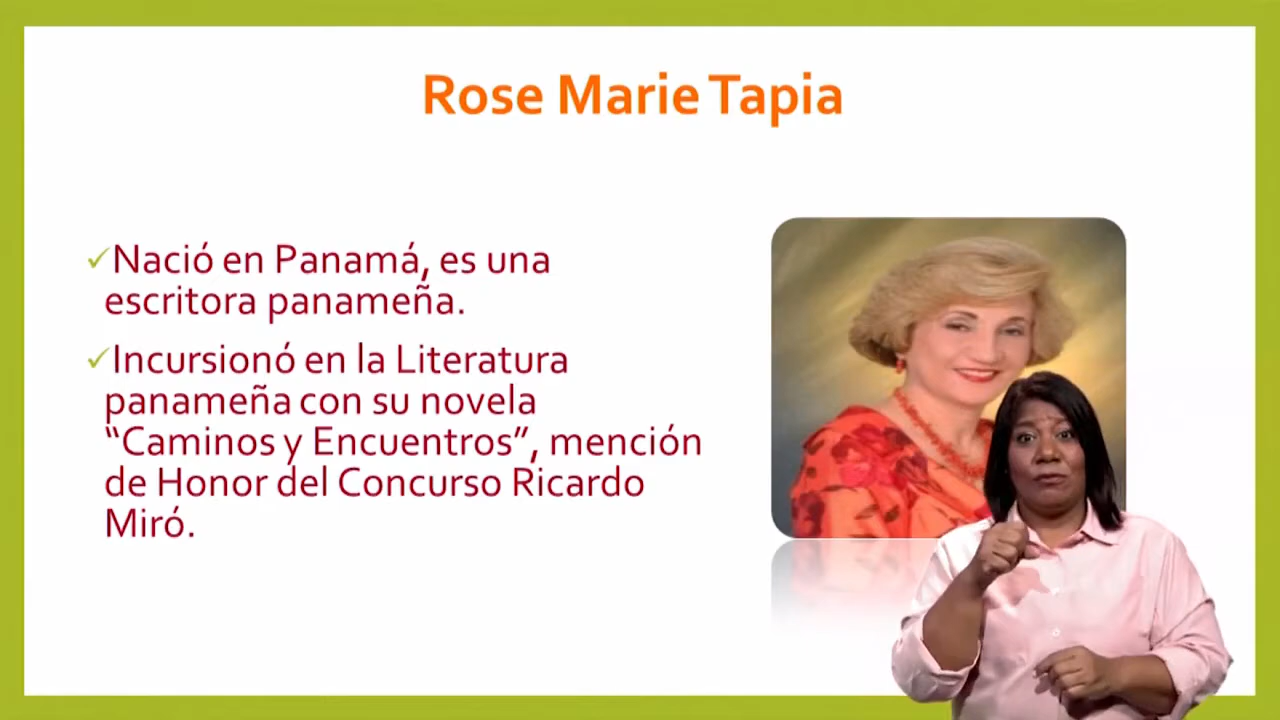 Rose Marie Tapia
✓Nació en Panamá, es una
escritora panameña.
✓Incursionó en la Literatura
panameña con su novela
“Caminos y Encuentros”, mención
de Honor del Concurso Ricardo
Miró.